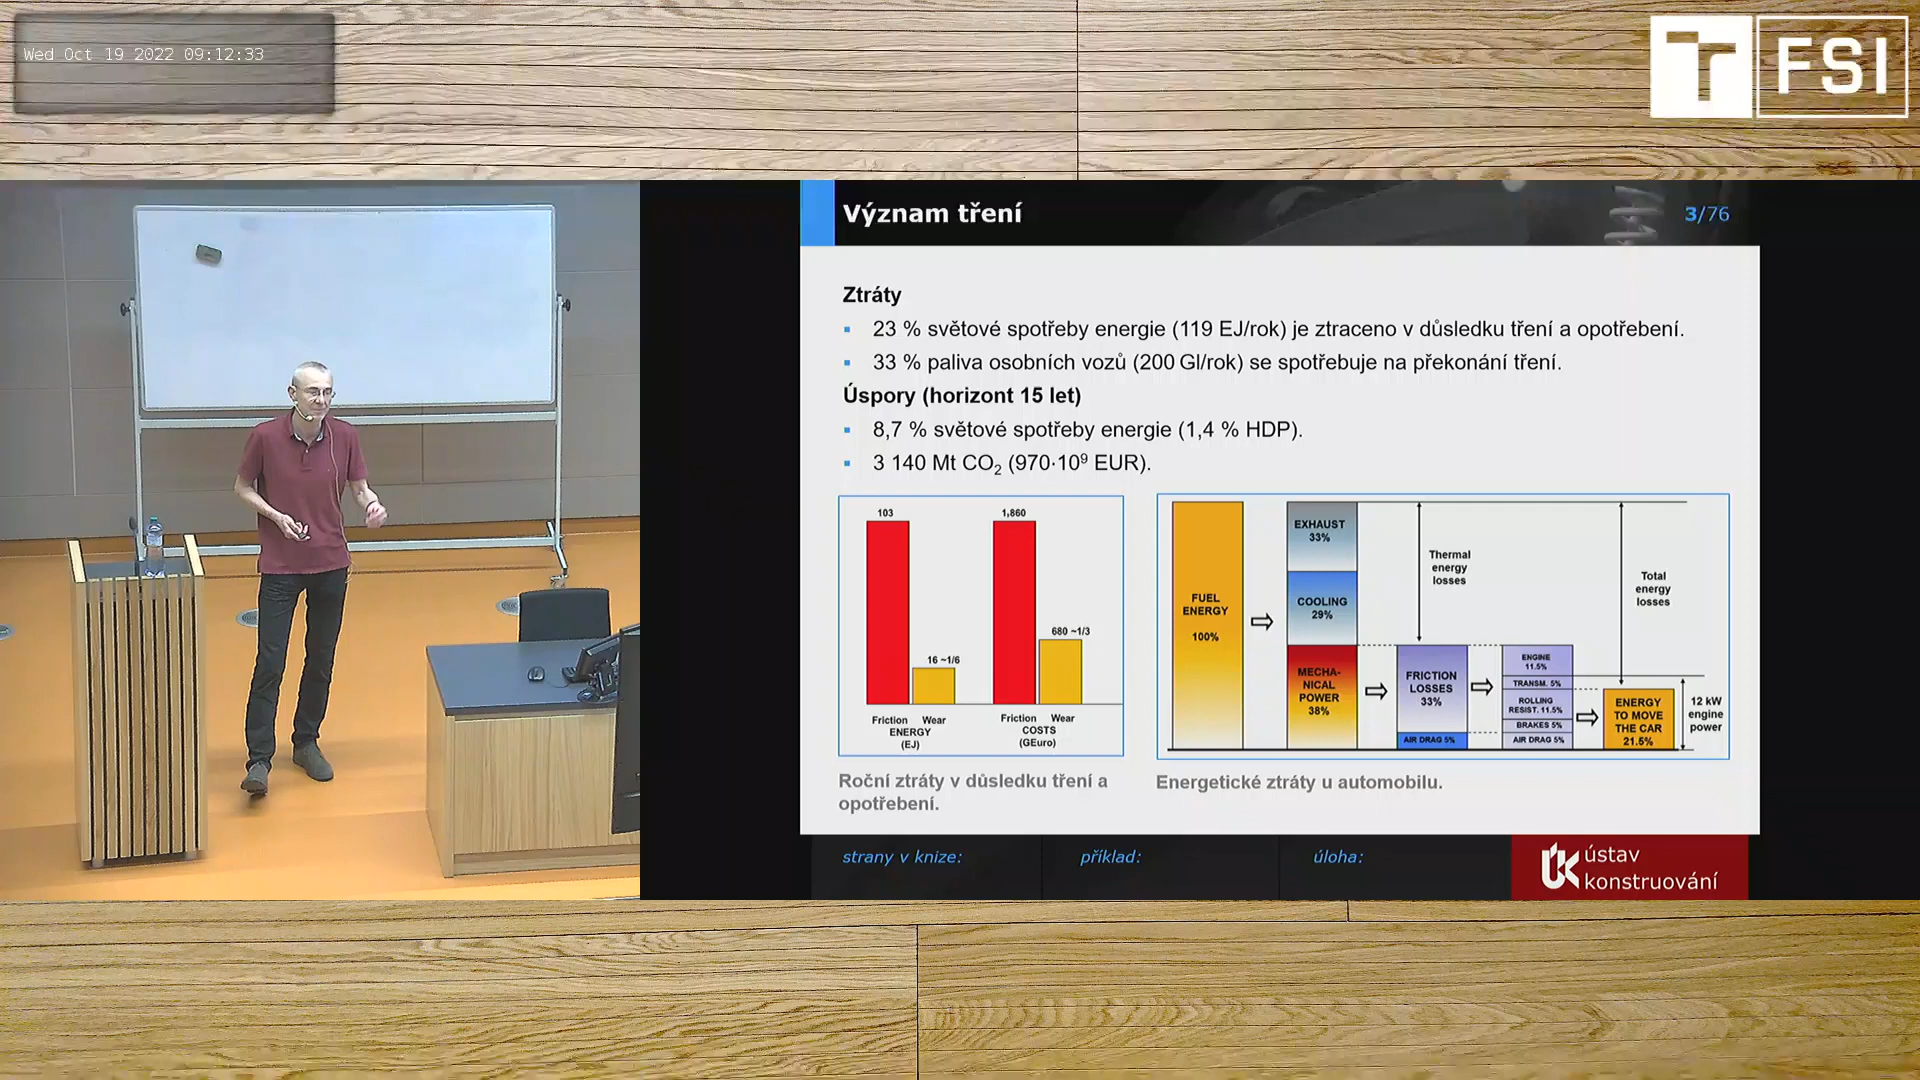 Wed Oct 19 2022 09:12:33
T FSI
Význam tření
3/76
Ztráty
23 % světové spotřeby energie (119 EJ/rok) je ztraceno v důsledku tření a opotřebení.
33 % paliva osobních vozů (200 Gl/rok) se spotřebuje na překonání tření.
Úspory (horizont 15 let)
8,7 % světové spotřeby energie (1,4 % HDP).
3 140 Mt CO₂ (970·10⁹ EUR).
103
16 ~1/6
1,860
680 ~1/3
Friction Wear
ENERGY
(EJ)
Friction Wear
COSTS
(GEuro)
Roční ztráty v důsledku tření a
opotřebení.
FUEL
ENERGY
100%
EXHAUST
33%
COOLING
29%
MECHA-
NICAL
POWER
38%
Thermal
energy
losses
FRICTION
LOSSES
33%
AIR DRAG 5%
ENGINE
11.5%
TRANSM. 5%
ROLLING
RESIST. 11.5%
BRAKES 5%
AIR DRAG 5%
Total
energy
losses
ENERGY
TO MOVE
THE CAR
21.5%
12 kW
engine
power
Energetické ztráty u automobilu.
strany v knize:
příklad:
úloha:
ÚK
ústav
konstruování